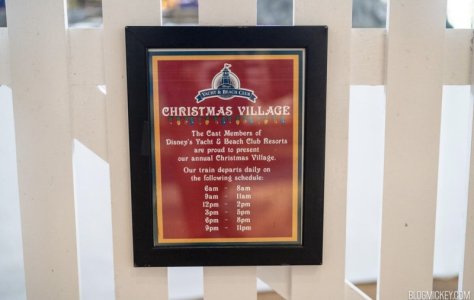 YACHT & BEACH CLUB
CHRISTMAS VILLAGE
The Cast Members of
Disney's Yacht & Beach Club Resorts
are proud to present
our annual Christmas Village.
Our train departs daily on
the following schedule:
6am - 8am
9am - 11am
12pm - 2pm
3pm - 5pm
6pm - 8pm
9pm - 11pm
BLOGMICKEY.COM